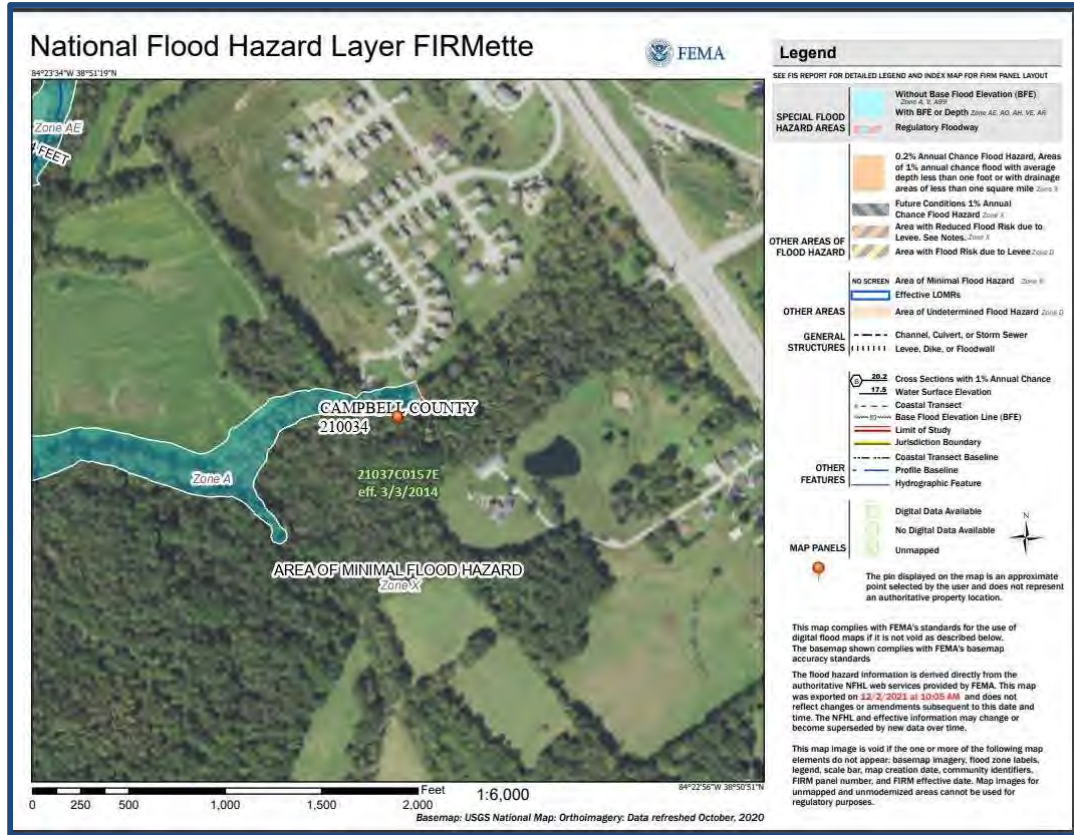 National Flood Hazard Layer FIRMette
FEMA
84°23'34"W 38°51'19"N
Zone AE
4 FEET
CAMPBELL COUNTY
210034
Zone A
21037C0157E
eff. 3/3/2014
AREA OF MINIMAL FLOOD HAZARD
Zone X
0 250 500 1,000 1,500 2,000
Feet
1:6,000
84°22'56"W 38°50'51"N
Basemap: USGS National Map: Orthoimagery: Data refreshed October, 2020
Legend
SEE FIS REPORT FOR DETAILED LEGEND AND INDEX MAP FOR FIRM PANEL LAYOUT
SPECIAL FLOOD
HAZARD AREAS
Without Base Flood Elevation (BFE)
Zone A, V, A99
With BFE or Depth Zone AE, AO, AH, VE, AR
Regulatory Floodway
OTHER AREAS OF
FLOOD HAZARD
0.2% Annual Chance Flood Hazard, Areas
of 1% annual chance flood with average
depth less than one foot or with drainage
areas of less than one square mile Zone X
Future Conditions 1% Annual
Chance Flood Hazard Zone X
Area with Reduced Flood Risk due to
Levee. See Notes. Zone X
Area with Flood Risk due to Levee Zone D
OTHER AREAS
NO SCREEN Area of Minimal Flood Hazard Zone X
Effective LOMRs
Area of Undetermined Flood Hazard Zone D
GENERAL
STRUCTURES
Channel, Culvert, or Storm Sewer
Levee, Dike, or Floodwall
OTHER
FEATURES
B 20.2 Cross Sections with 1% Annual Chance
17.5 Water Surface Elevation
Coastal Transect
Base Flood Elevation Line (BFE)
Limit of Study
Jurisdiction Boundary
Coastal Transect Baseline
Profile Baseline
Hydrographic Feature
MAP PANELS
Digital Data Available
No Digital Data Available
Unmapped
N
The pin displayed on the map is an approximate
point selected by the user and does not represent
an authoritative property location.
This map complies with FEMA's standards for the use of
digital flood maps if it is not void as described below.
The basemap shown complies with FEMA's basemap
accuracy standards
The flood hazard information is derived directly from the
authoritative NFHL web services provided by FEMA. This map
was exported on 12/2/2021 at 10:05 AM and does not
reflect changes or amendments subsequent to this date and
time. The NFHL and effective information may change or
become superseded by new data over time.
This map image is void if the one or more of the following map
elements do not appear: basemap imagery, flood zone labels,
legend, scale bar, map creation date, community identifiers,
FIRM panel number, and FIRM effective date. Map images for
unmapped and unmodernized areas cannot be used for
regulatory purposes.